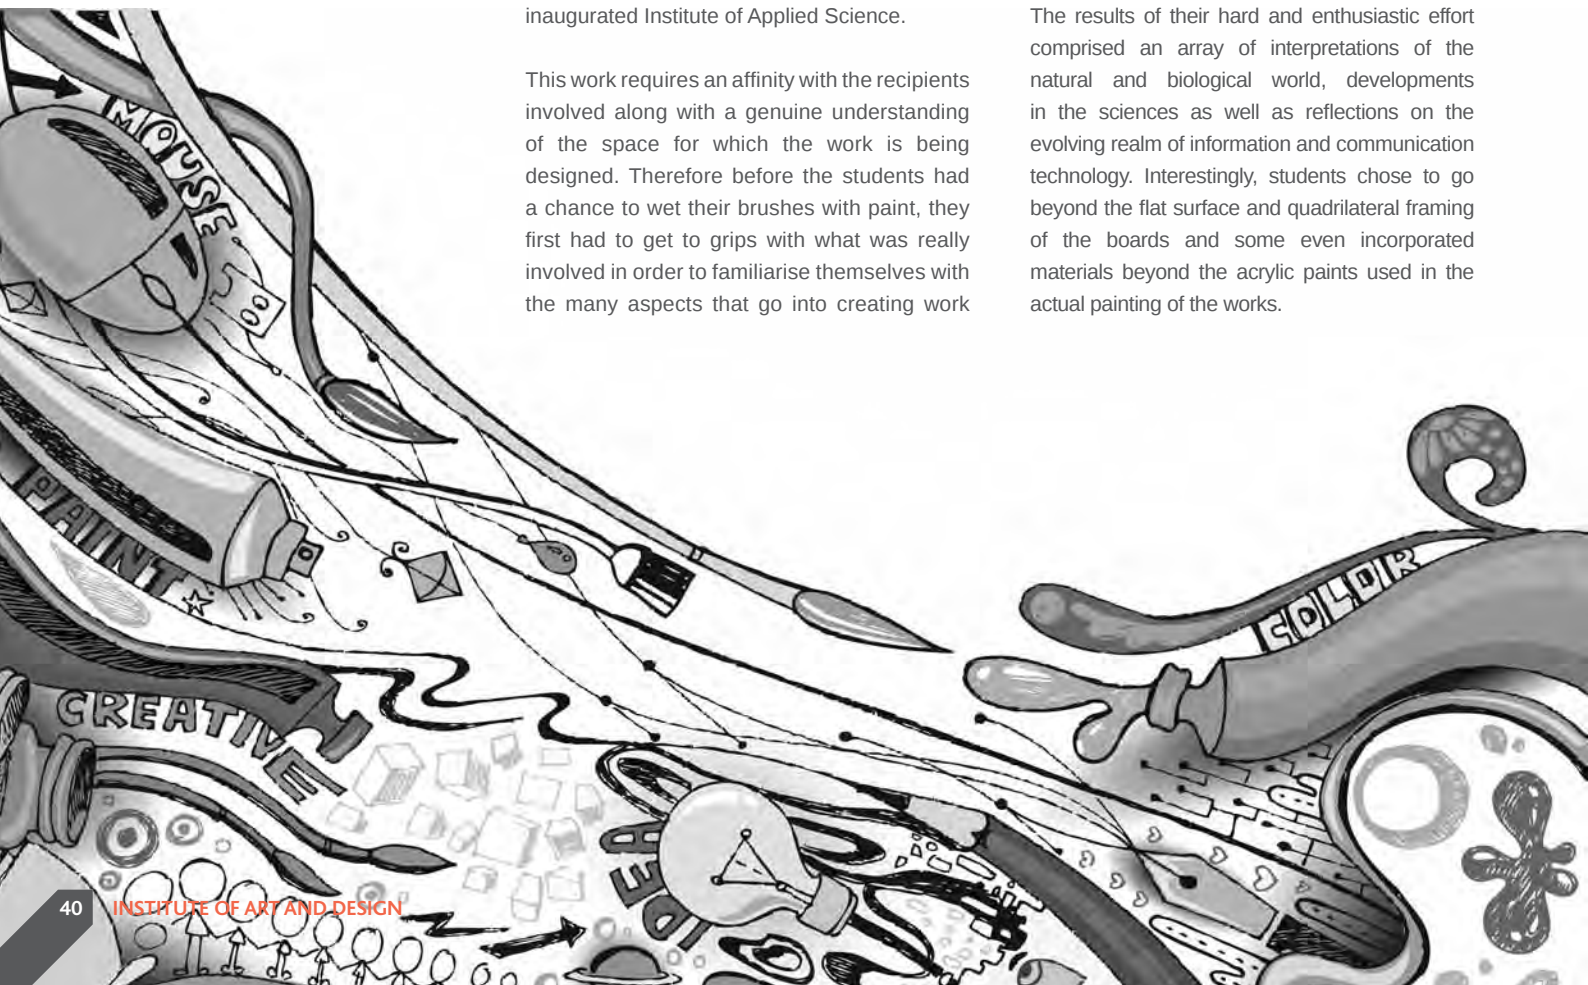 inaugurated Institute of Applied Science.
This work requires an affinity with the recipients
involved along with a genuine understanding
of the space for which the work is being
designed. Therefore before the students had
a chance to wet their brushes with paint, they
first had to get to grips with what was really
involved in order to familiarise themselves with
the many aspects that go into creating work
The results of their hard and enthusiastic effort
comprised an array of interpretations of the
natural and biological world, developments
in the sciences as well as reflections on the
evolving realm of information and communication
technology. Interestingly, students chose to go
beyond the flat surface and quadrilateral framing
of the boards and some even incorporated
materials beyond the acrylic paints used in the
actual painting of the works.
MOUSE
PAINT
CREATIVE
IDEA
COLOR
40 INSTITUTE OF ART AND DESIGN